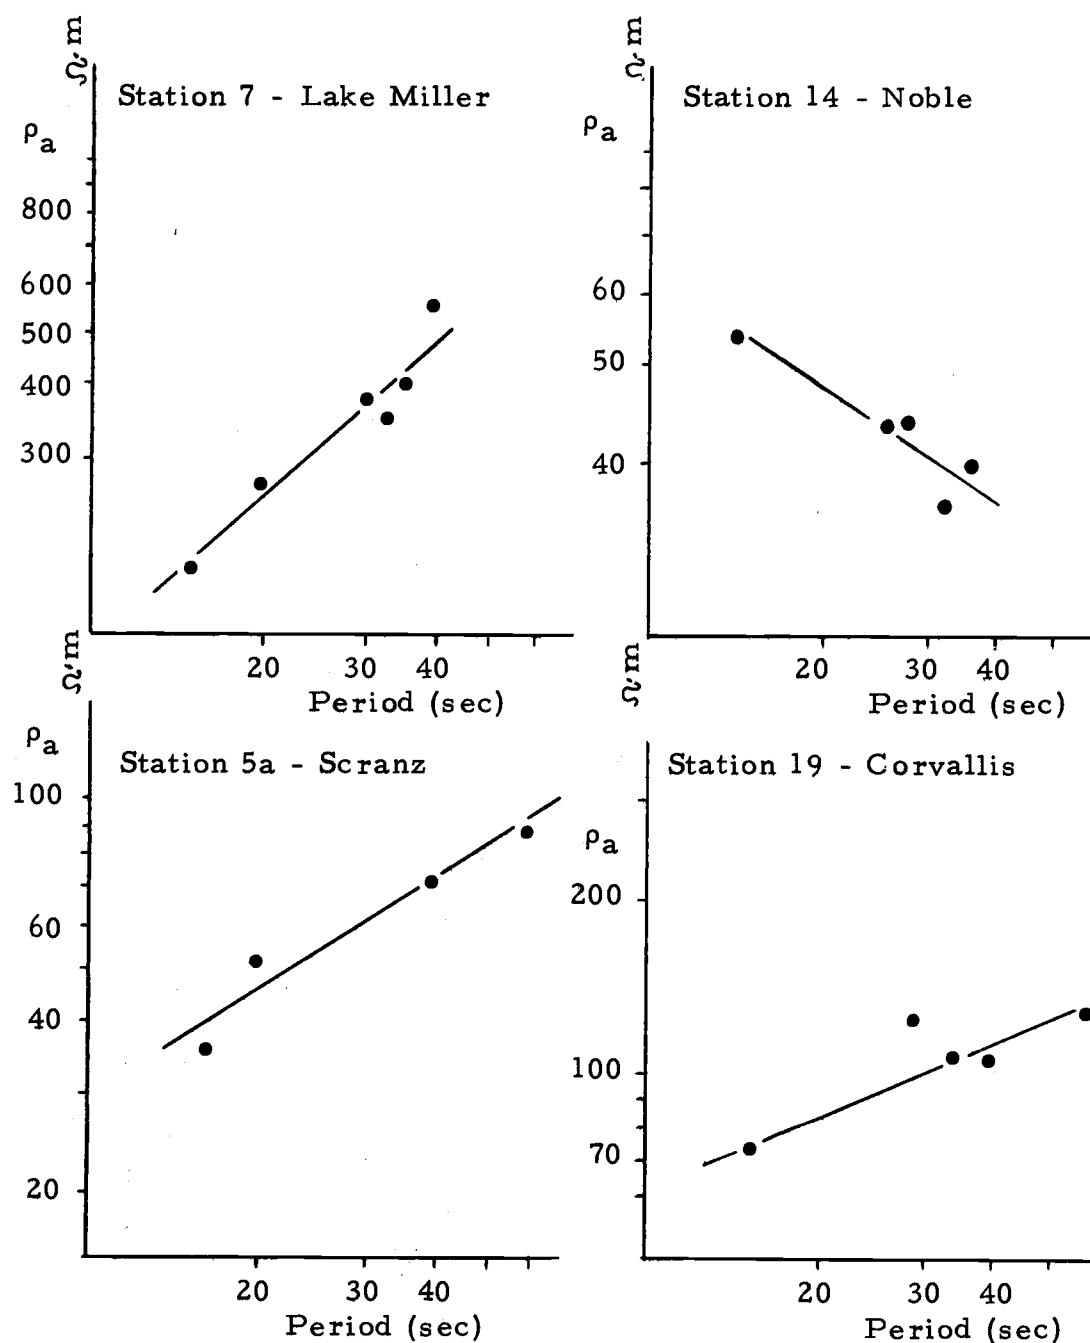 Ω·m
Station 7 - Lake Miller
ρa
800
600
500
400
300
20 30 40
Period (sec)
Ω·m
Station 14 - Noble
ρa
60
50
40
20 30 40
Period (sec)
Ω·m
ρa
Station 5a - Scranz
100
60
40
20
20 30 40
Period (sec)
Ω·m
Station 19 - Corvallis
ρa
200
100
70
20 30 40
Period (sec)